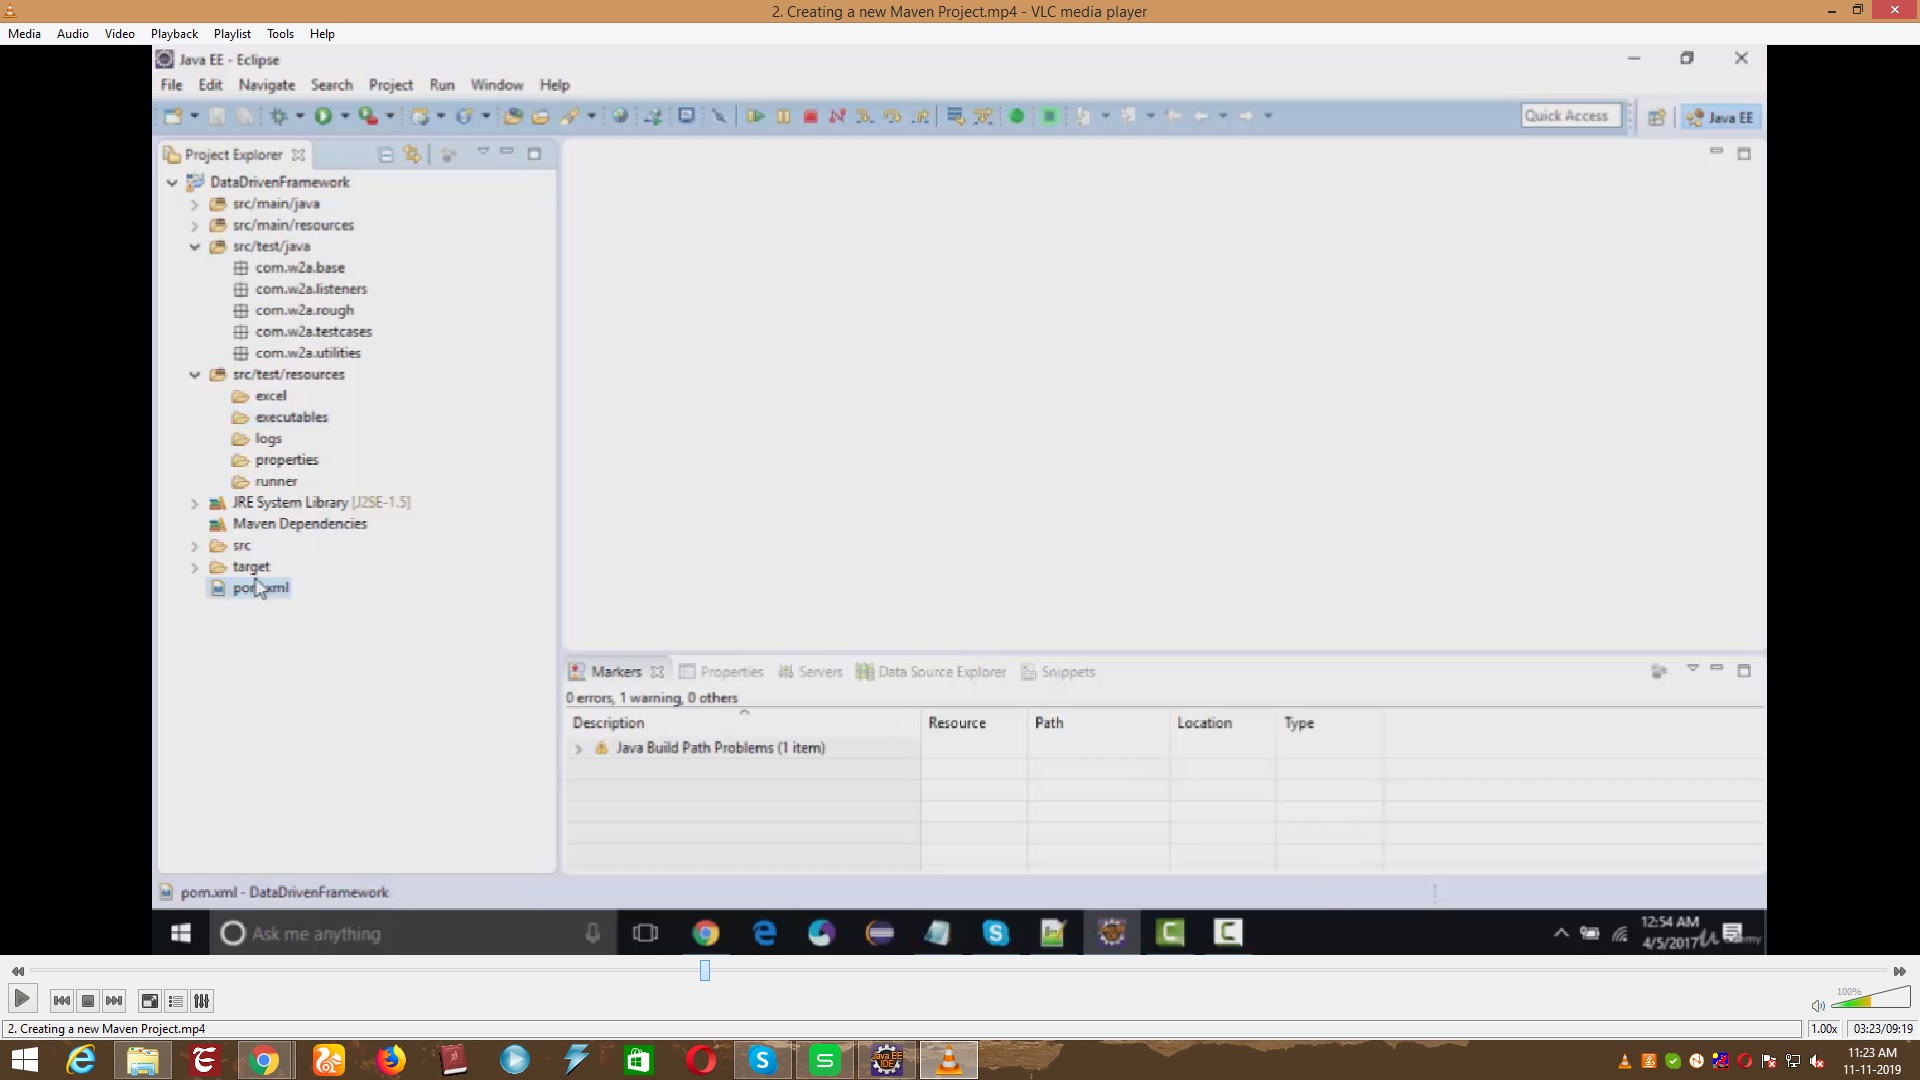 2. Creating a new Maven Project.mp4 - VLC media player
Media Audio Video Playback Playlist Tools Help
Java EE - Eclipse
File Edit Navigate Search Project Run Window Help
Quick Access
Java EE
Project Explorer
DataDrivenFramework
src/main/java
src/main/resources
src/test/java
com.w2a.base
com.w2a.listeners
com.w2a.rough
com.w2a.testcases
com.w2a.utilities
src/test/resources
excel
executables
logs
properties
runner
JRE System Library [J2SE-1.5]
Maven Dependencies
src
target
pom.xml
Markers Properties Servers Data Source Explorer Snippets
0 errors, 1 warning, 0 others
Description Resource Path Location Type
Java Build Path Problems (1 item)
pom.xml - DataDrivenFramework
Ask me anything
12:54 AM
4/5/2017
100%
2. Creating a new Maven Project.mp4
1.00x 03:23/09:19
Java EE
IDE
11:23 AM
11-11-2019